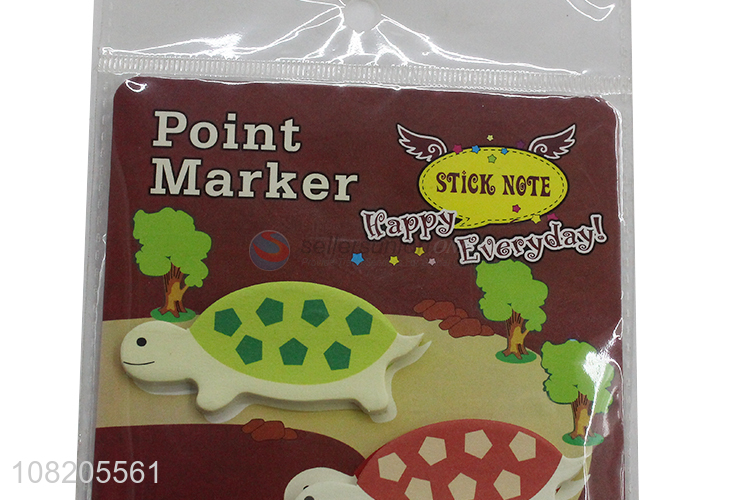 Point
Marker
STICK NOTE
Happy
Everyday!
108205561